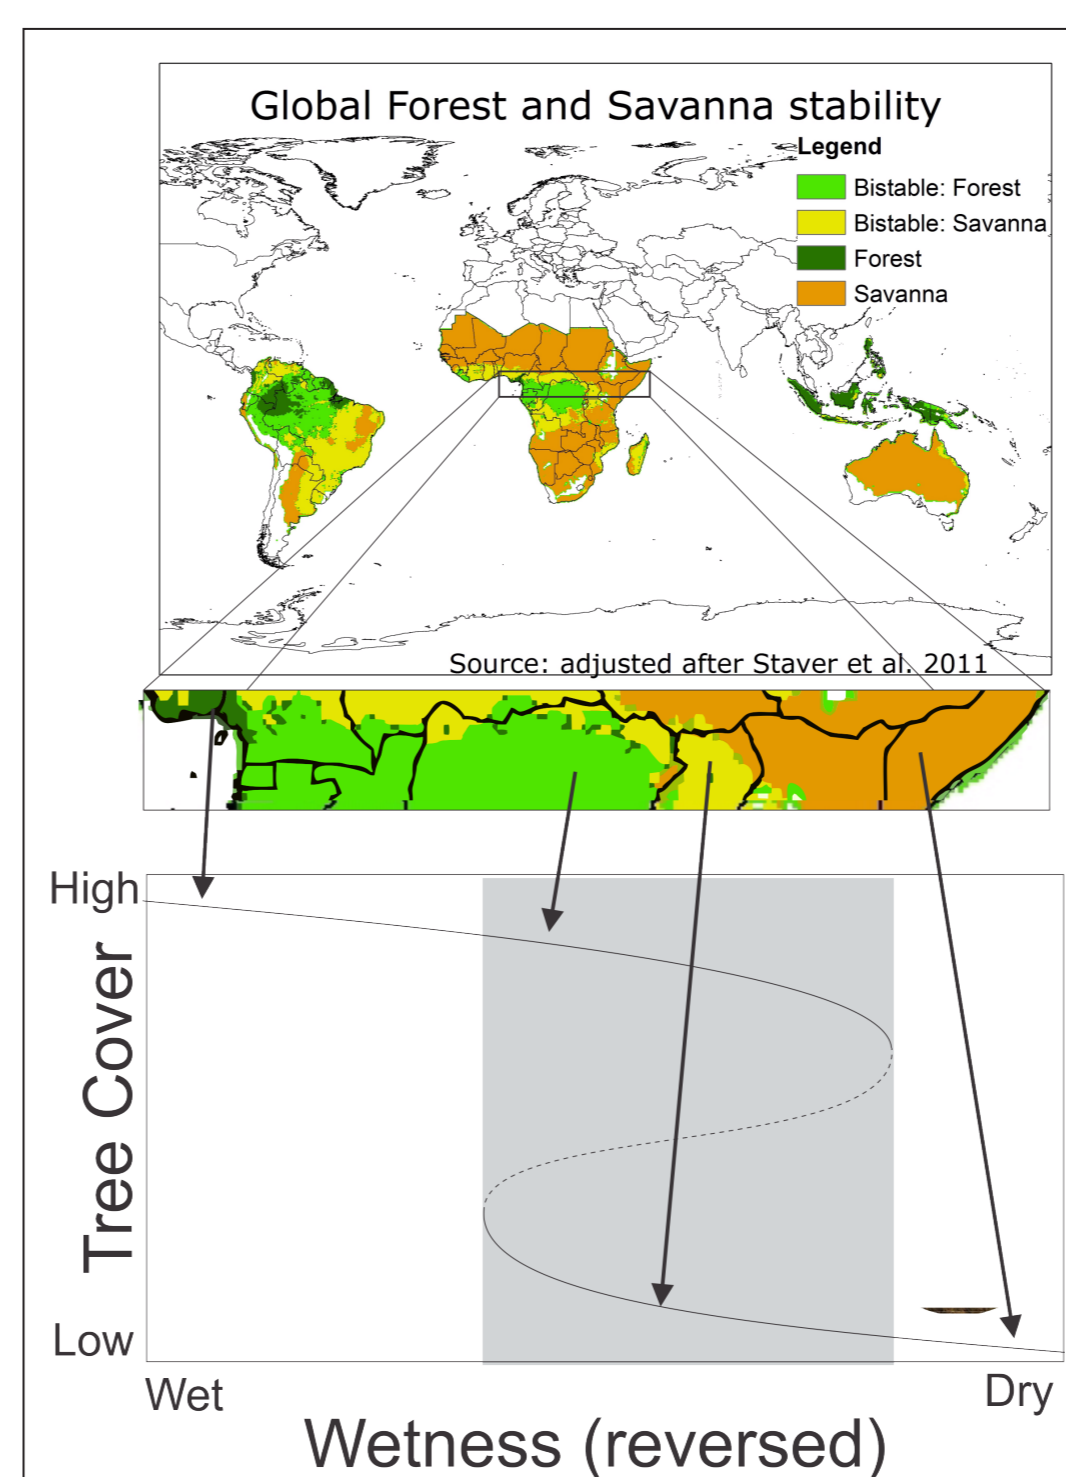 Global Forest and Savanna stability
Legend
Bistable: Forest
Bistable: Savanna
Forest
Savanna
Source: adjusted after Staver et al. 2011
High
Tree Cover
Low
Wet
Dry
Wetness (reversed)